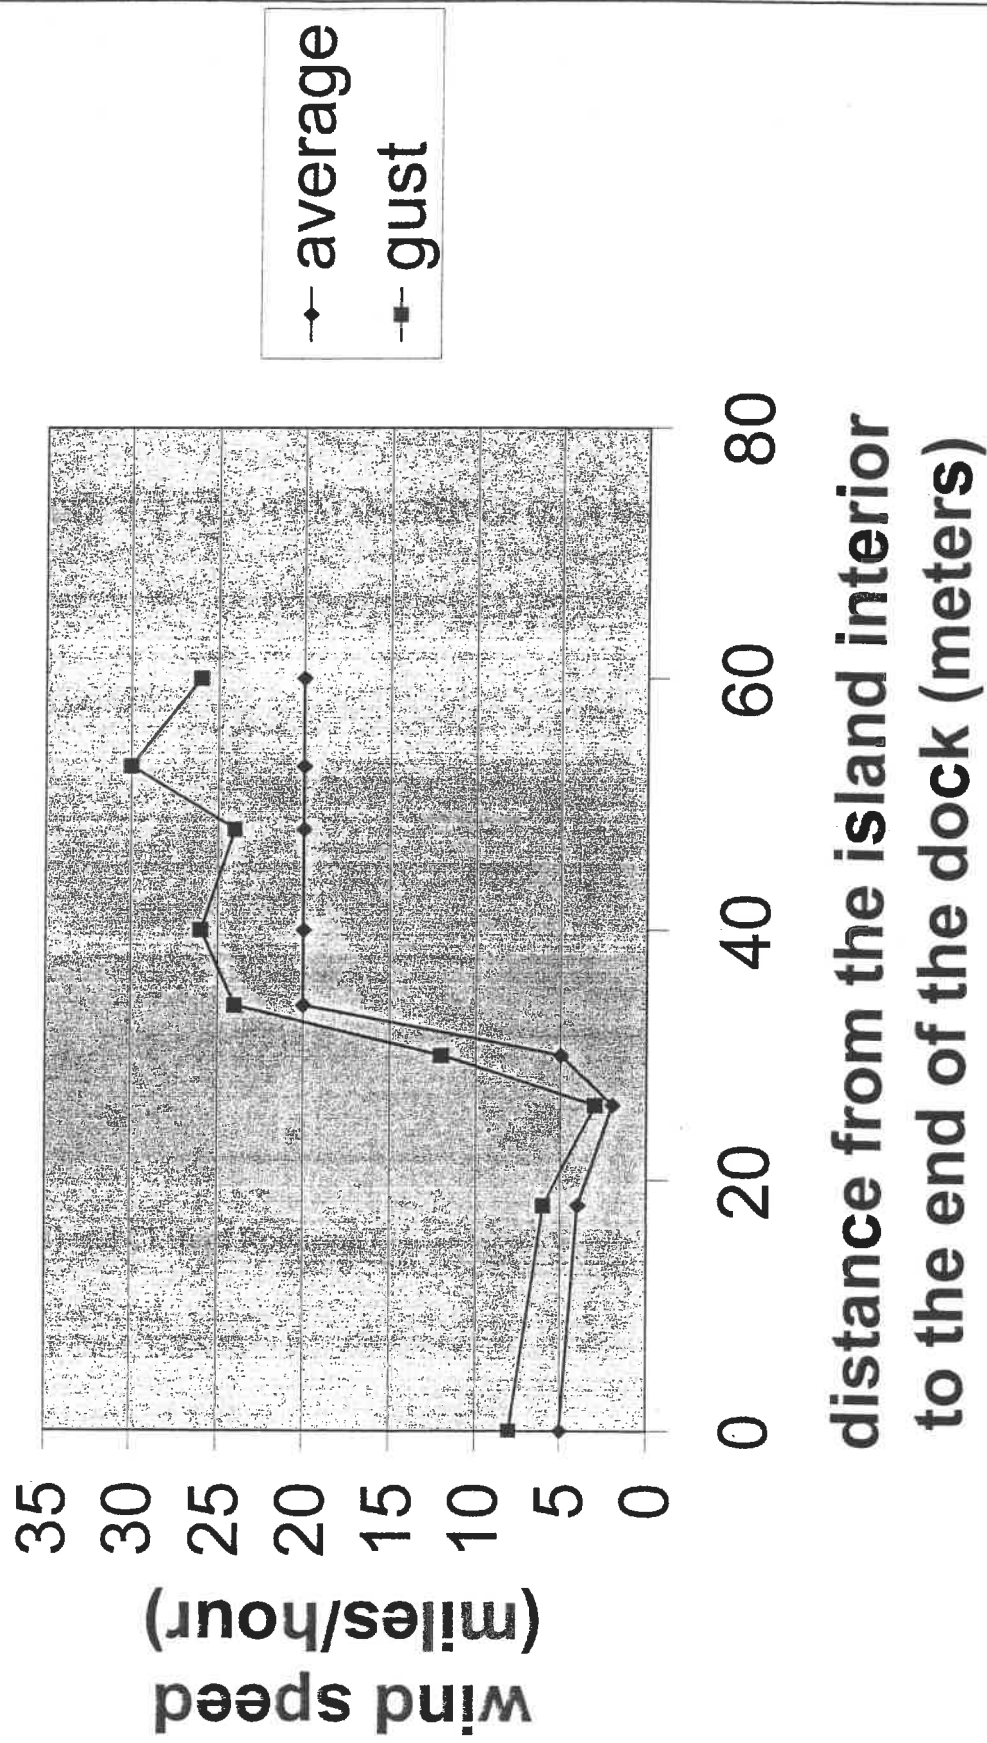 wind speed
(miles/hour)
35
30
25
20
15
10
5
0
0
20
40
60
80
distance from the island interior
to the end of the dock (meters)
average
gust